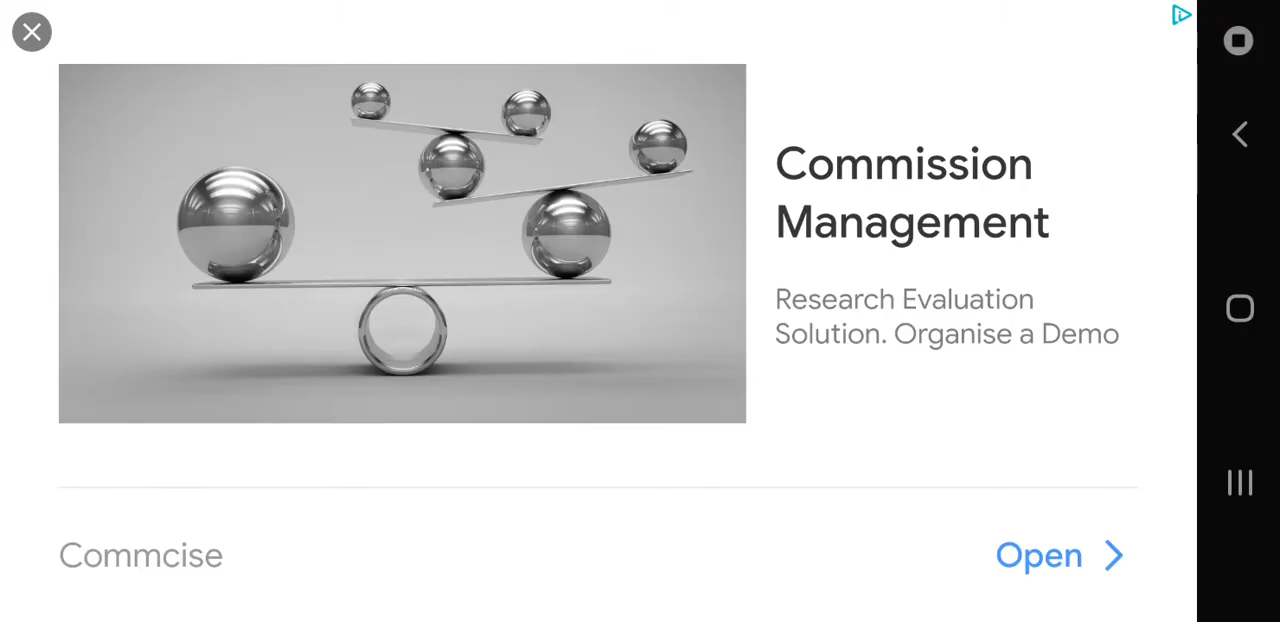 Commission
Management
Research Evaluation
Solution. Organise a Demo
Commcise
Open